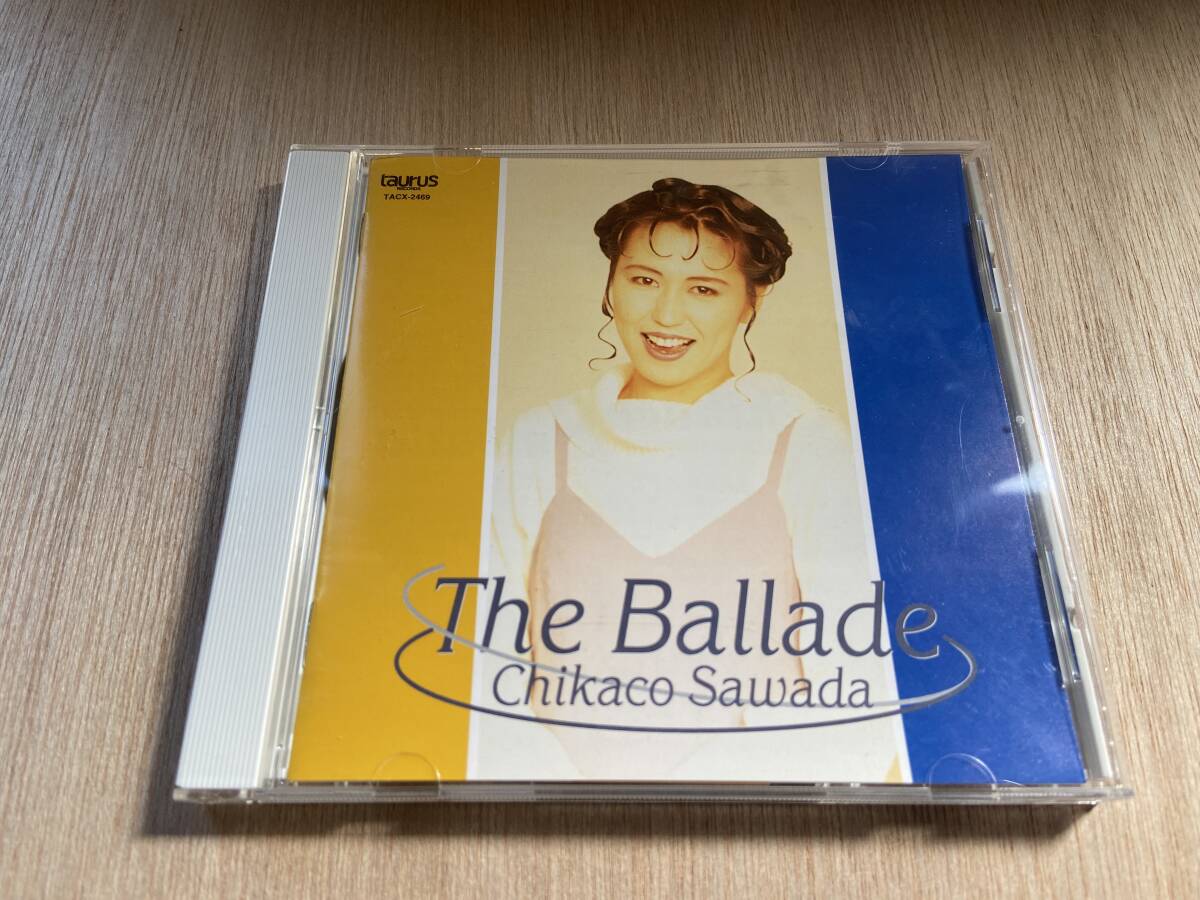 taurus
RECORDS
TACX-2469
The Ballade
Chikaco Sawada